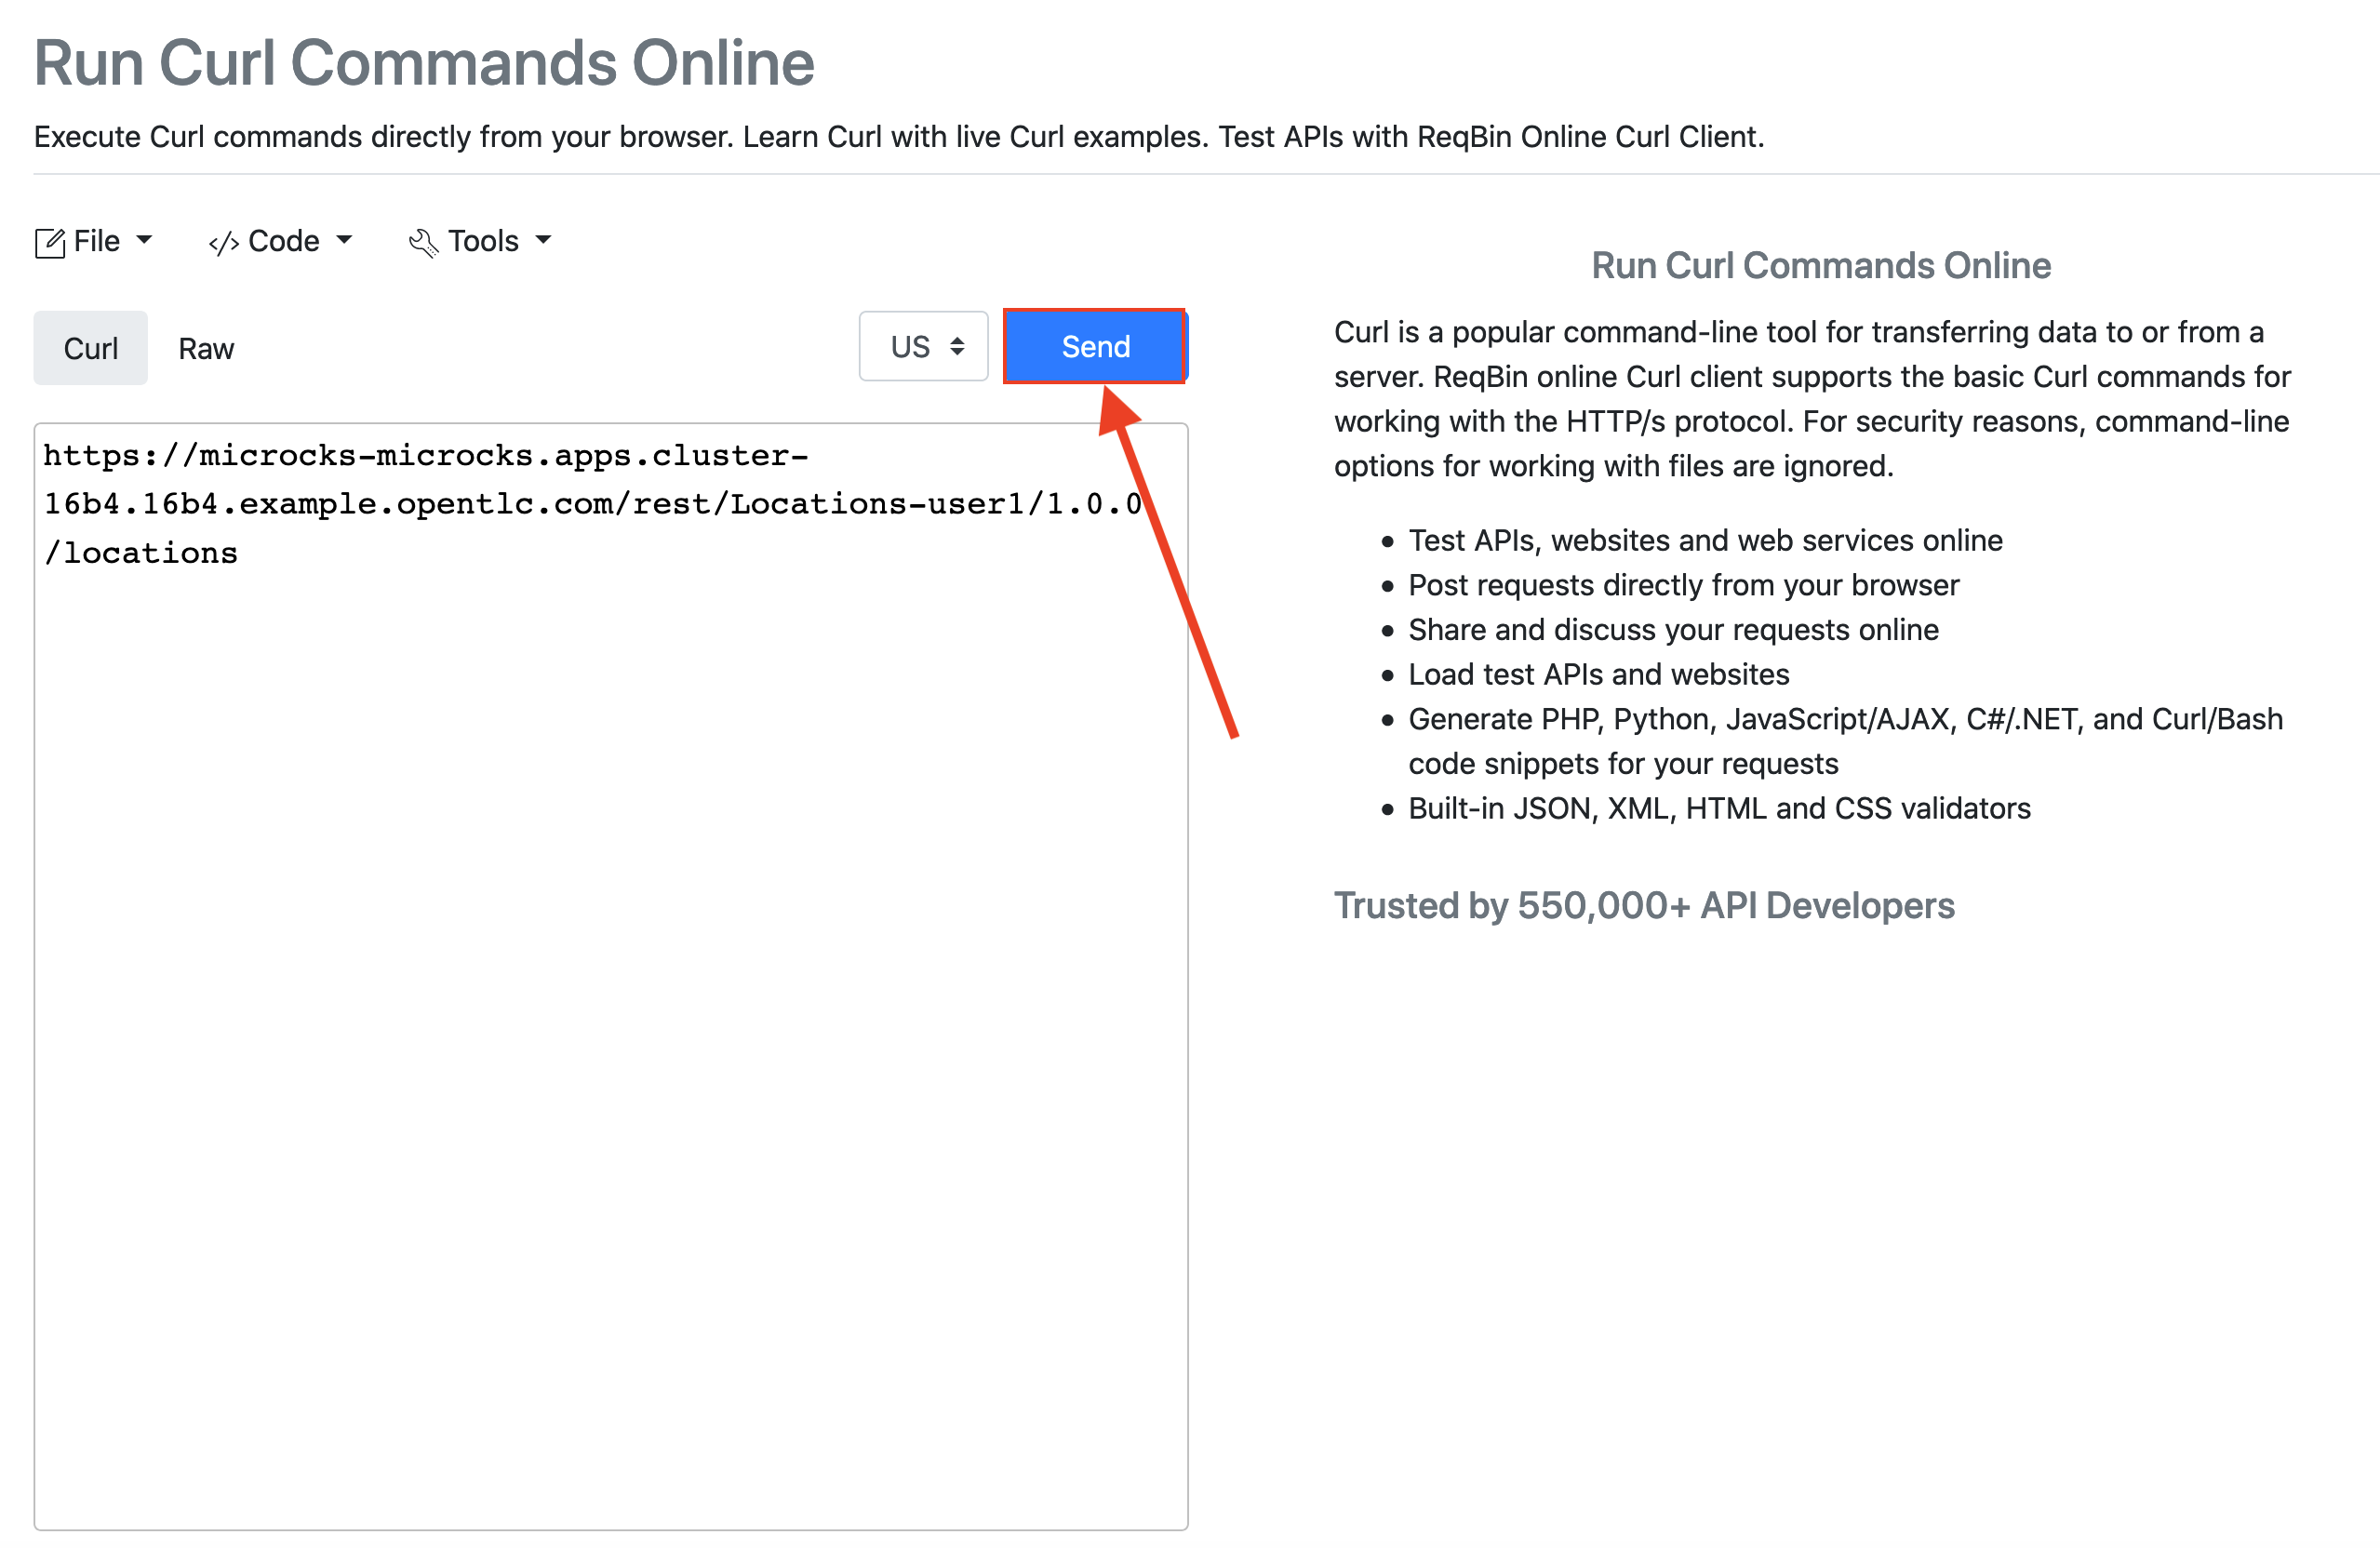 Run Curl Commands Online
Execute Curl commands directly from your browser. Learn Curl with live Curl examples. Test APIs with ReqBin Online Curl Client.
File
</> Code
Tools
Curl
Raw
US
Send
https://microcks-microcks.apps.cluster-
16b4.16b4.example.opentlc.com/rest/Locations-user1/1.0.0
/locations
Run Curl Commands Online
Curl is a popular command-line tool for transferring data to or from a
server. ReqBin online Curl client supports the basic Curl commands for
working with the HTTP/s protocol. For security reasons, command-line
options for working with files are ignored.
• Test APIs, websites and web services online
• Post requests directly from your browser
• Share and discuss your requests online
• Load test APIs and websites
• Generate PHP, Python, JavaScript/AJAX, C#/.NET, and Curl/Bash
code snippets for your requests
• Built-in JSON, XML, HTML and CSS validators
Trusted by 550,000+ API Developers